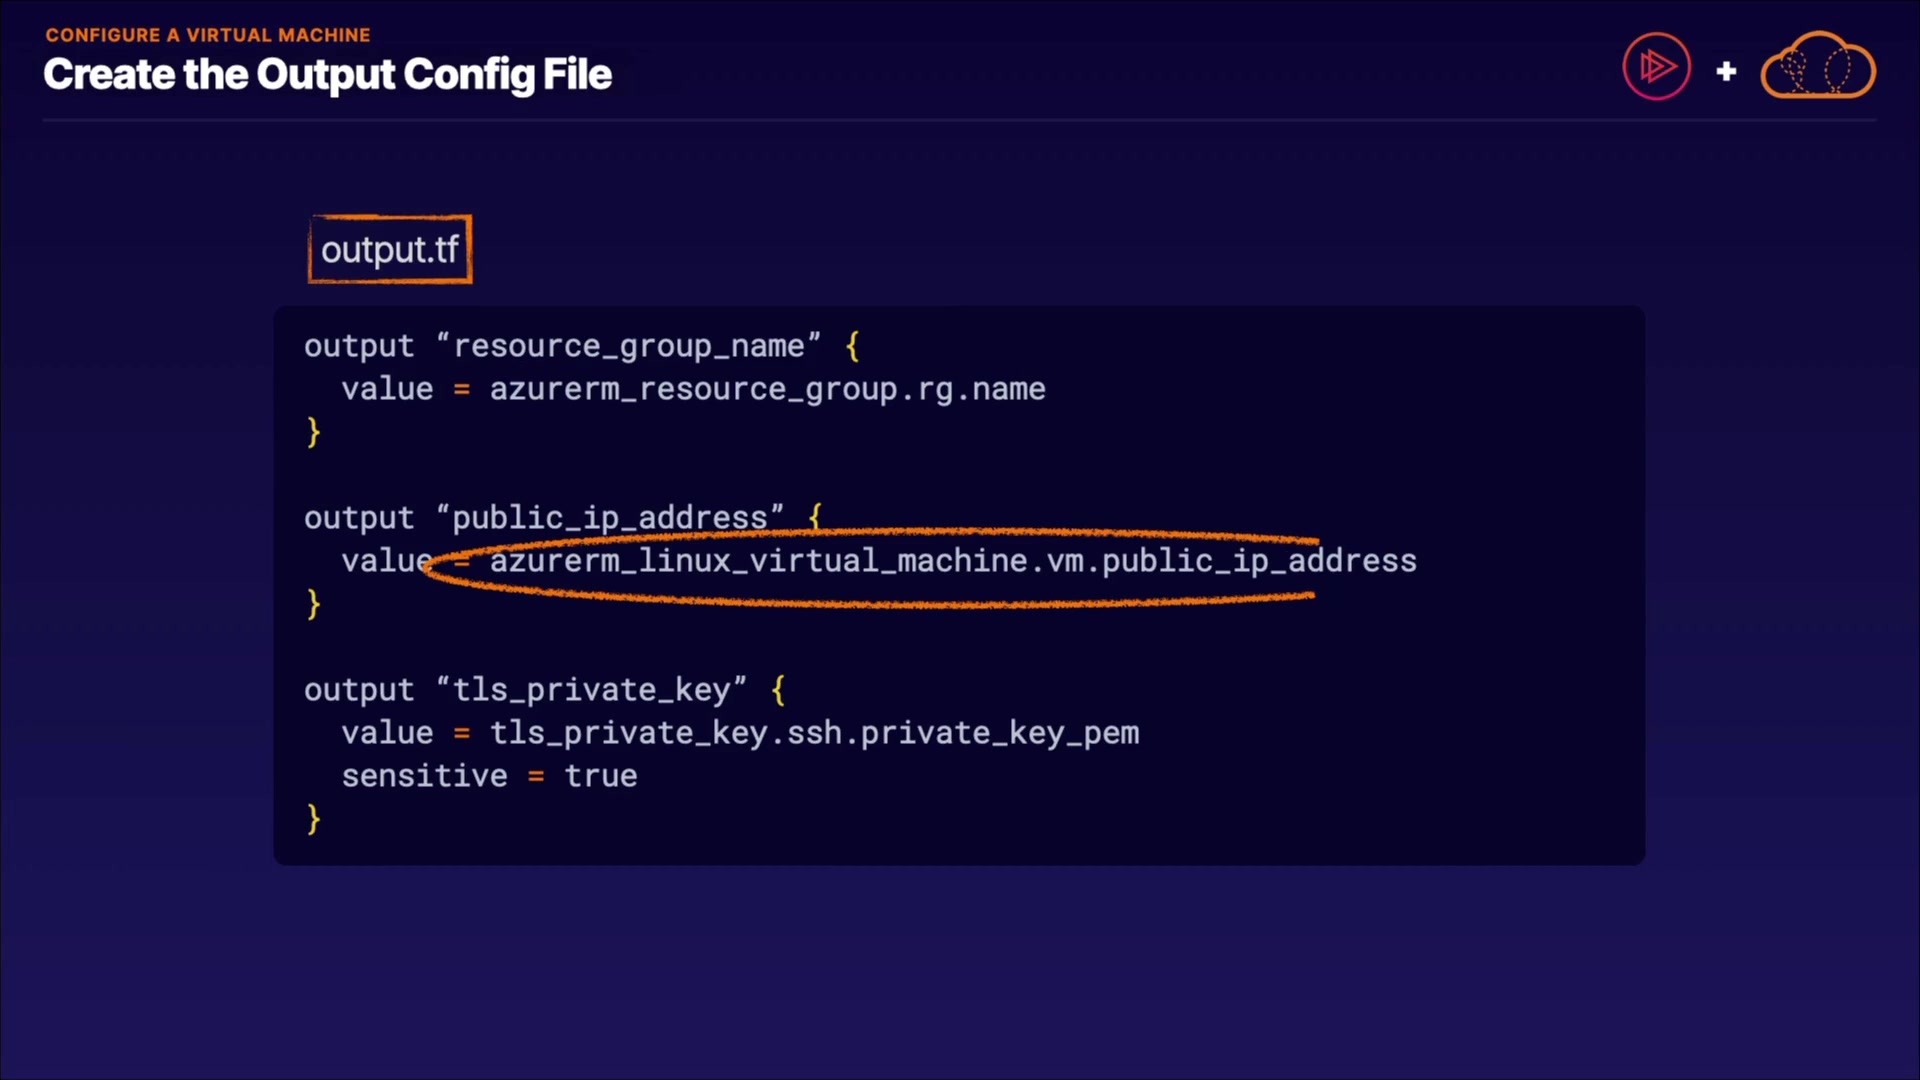 CONFIGURE A VIRTUAL MACHINE
Create the Output Config File
output.tf
output “resource_group_name” {
  value = azurerm_resource_group.rg.name
}
output “public_ip_address” {
  value = azurerm_linux_virtual_machine.vm.public_ip_address
}
output “tls_private_key” {
  value = tls_private_key.ssh.private_key_pem
  sensitive = true
}